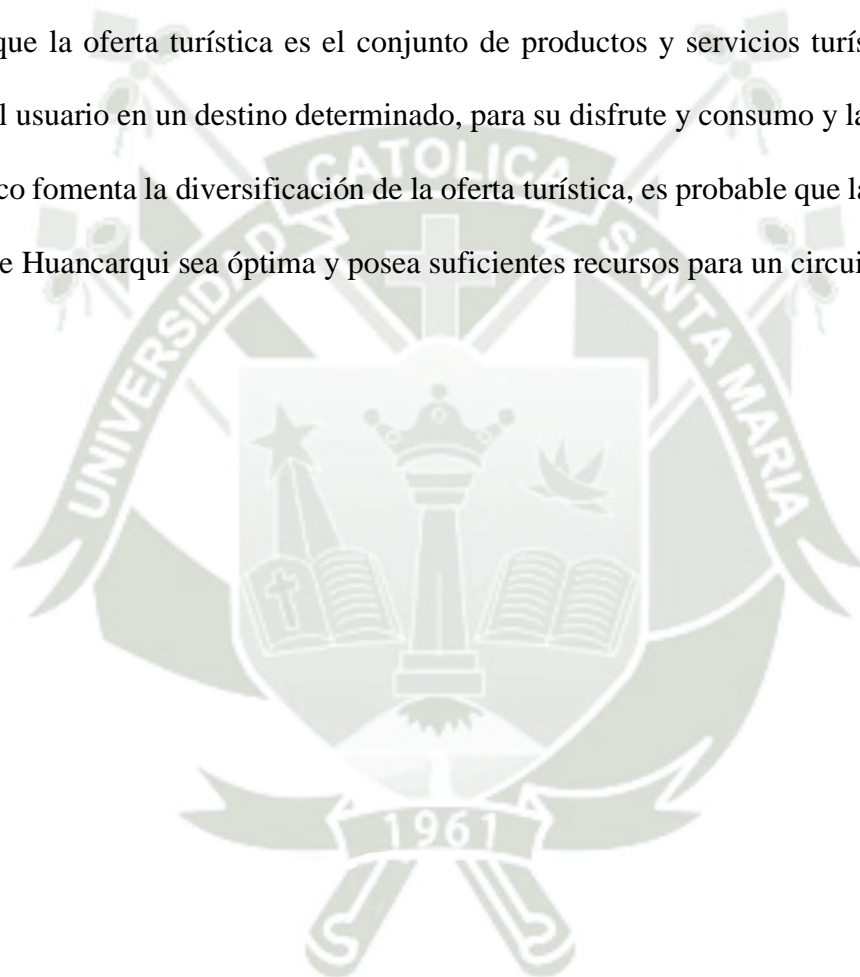 que la oferta turística es el conjunto de productos y servicios turís
l usuario en un destino determinado, para su disfrute y consumo y la
co fomenta la diversificación de la oferta turística, es probable que la
e Huancarqui sea óptima y posea suficientes recursos para un circui
UNIVERSIDAD CATOLICA SANTA MARIA
1961